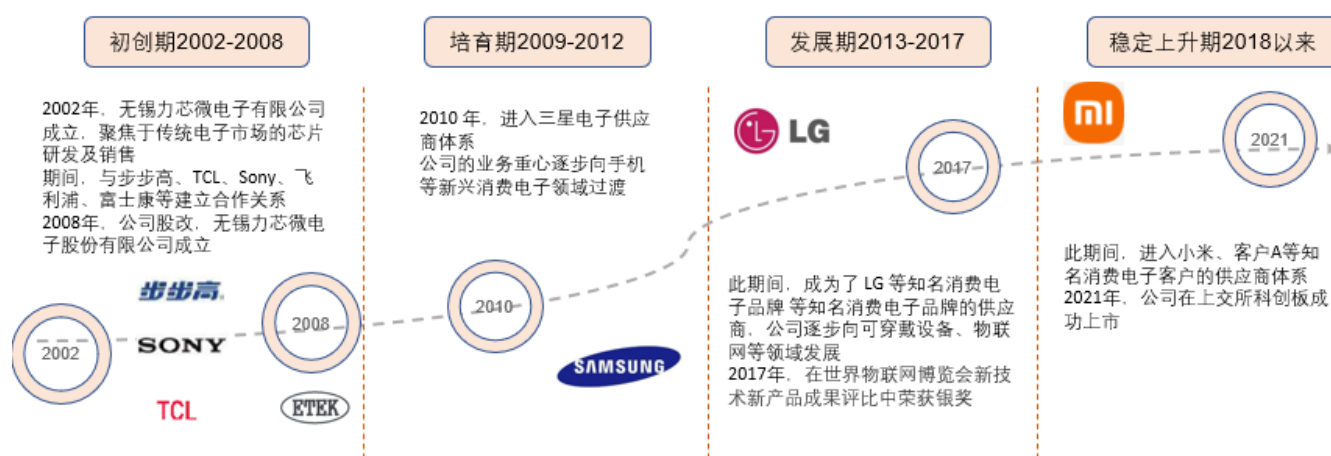 初创期2002-2008
2002年，无锡力芯微电子有限公司
成立，聚焦于传统电子市场的芯片
研发及销售
期间，与步步高、TCL、Sony、飞
利浦、富士康等建立合作关系
2008年，公司股改，无锡力芯微电
子股份有限公司成立
步步高
SONY
TCL
ETEK
2002
2008
培育期2009-2012
2010 年，进入三星电子供应
商体系
公司的业务重心逐步向手机
等新兴消费电子领域过渡
2010
SAMSUNG
发展期2013-2017
LG
2017
此期间，成为了 LG 等知名消费电
子品牌 等知名消费电子品牌的供应
商，公司逐步向可穿戴设备、物联
网等领域发展
2017年，在世界物联网博览会新技
术新产品成果评比中荣获银奖
稳定上升期2018以来
mi
2021
此期间，进入小米、客户A等知
名消费电子客户的供应商体系
2021年，公司在上交所科创板成
功上市